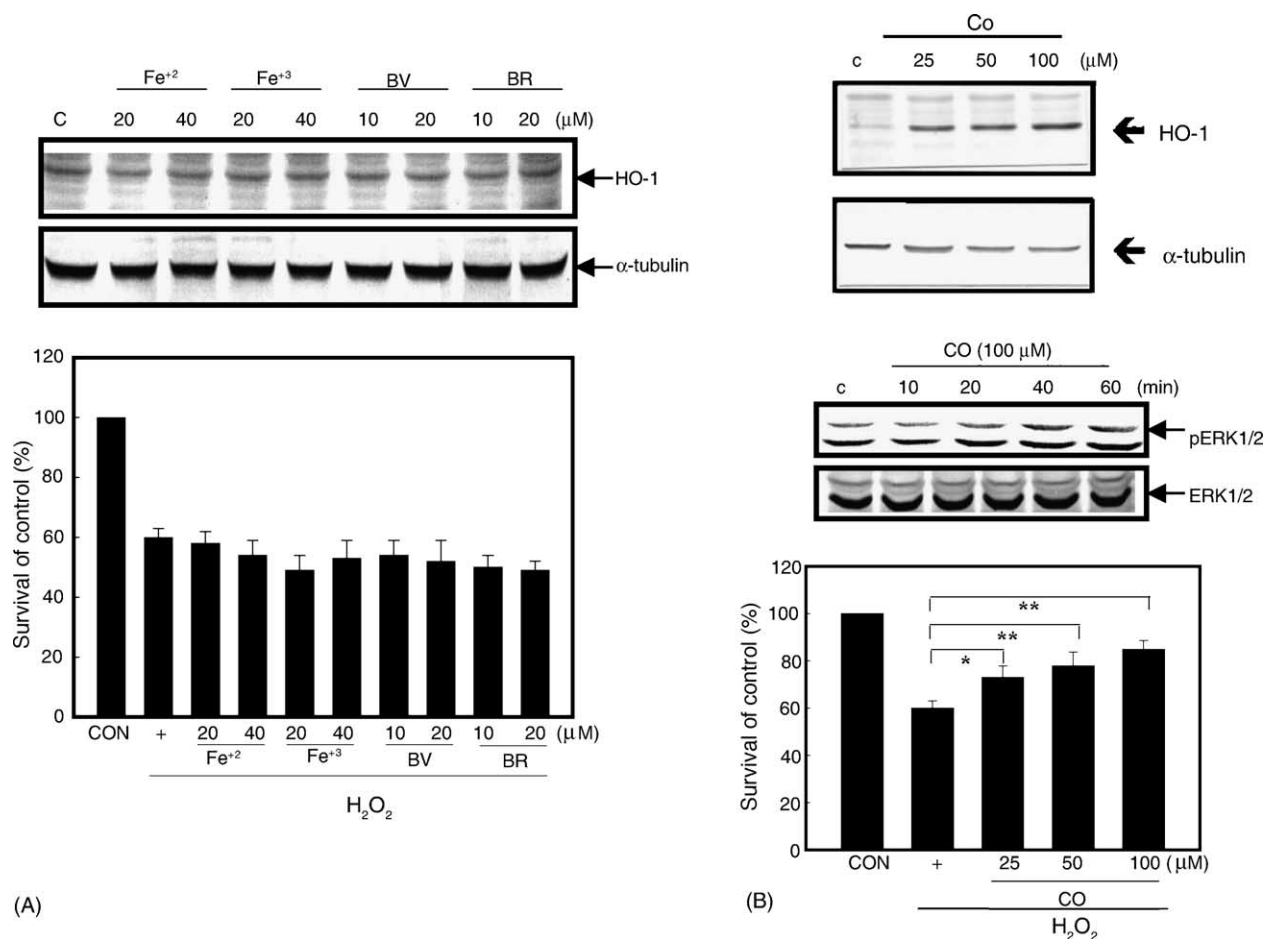 Fe+2 Fe+3 BV BR
C 20 40 20 40 10 20 10 20 (μM)
HO-1
α-tubulin
120
100
80
60
40
20
0
Survival of control (%)
CON + 20 40 20 40 10 20 10 20 (μM)
Fe+2 Fe+3 BV BR
H2O2
(A)
Co
c 25 50 100 (μM)
HO-1
α-tubulin
CO (100 μM)
c 10 20 40 60 (min)
pERK1/2
ERK1/2
120
100
80
60
40
20
0
Survival of control (%)
**
**
*
CON + 25 50 100 (μM)
CO
H2O2
(B)